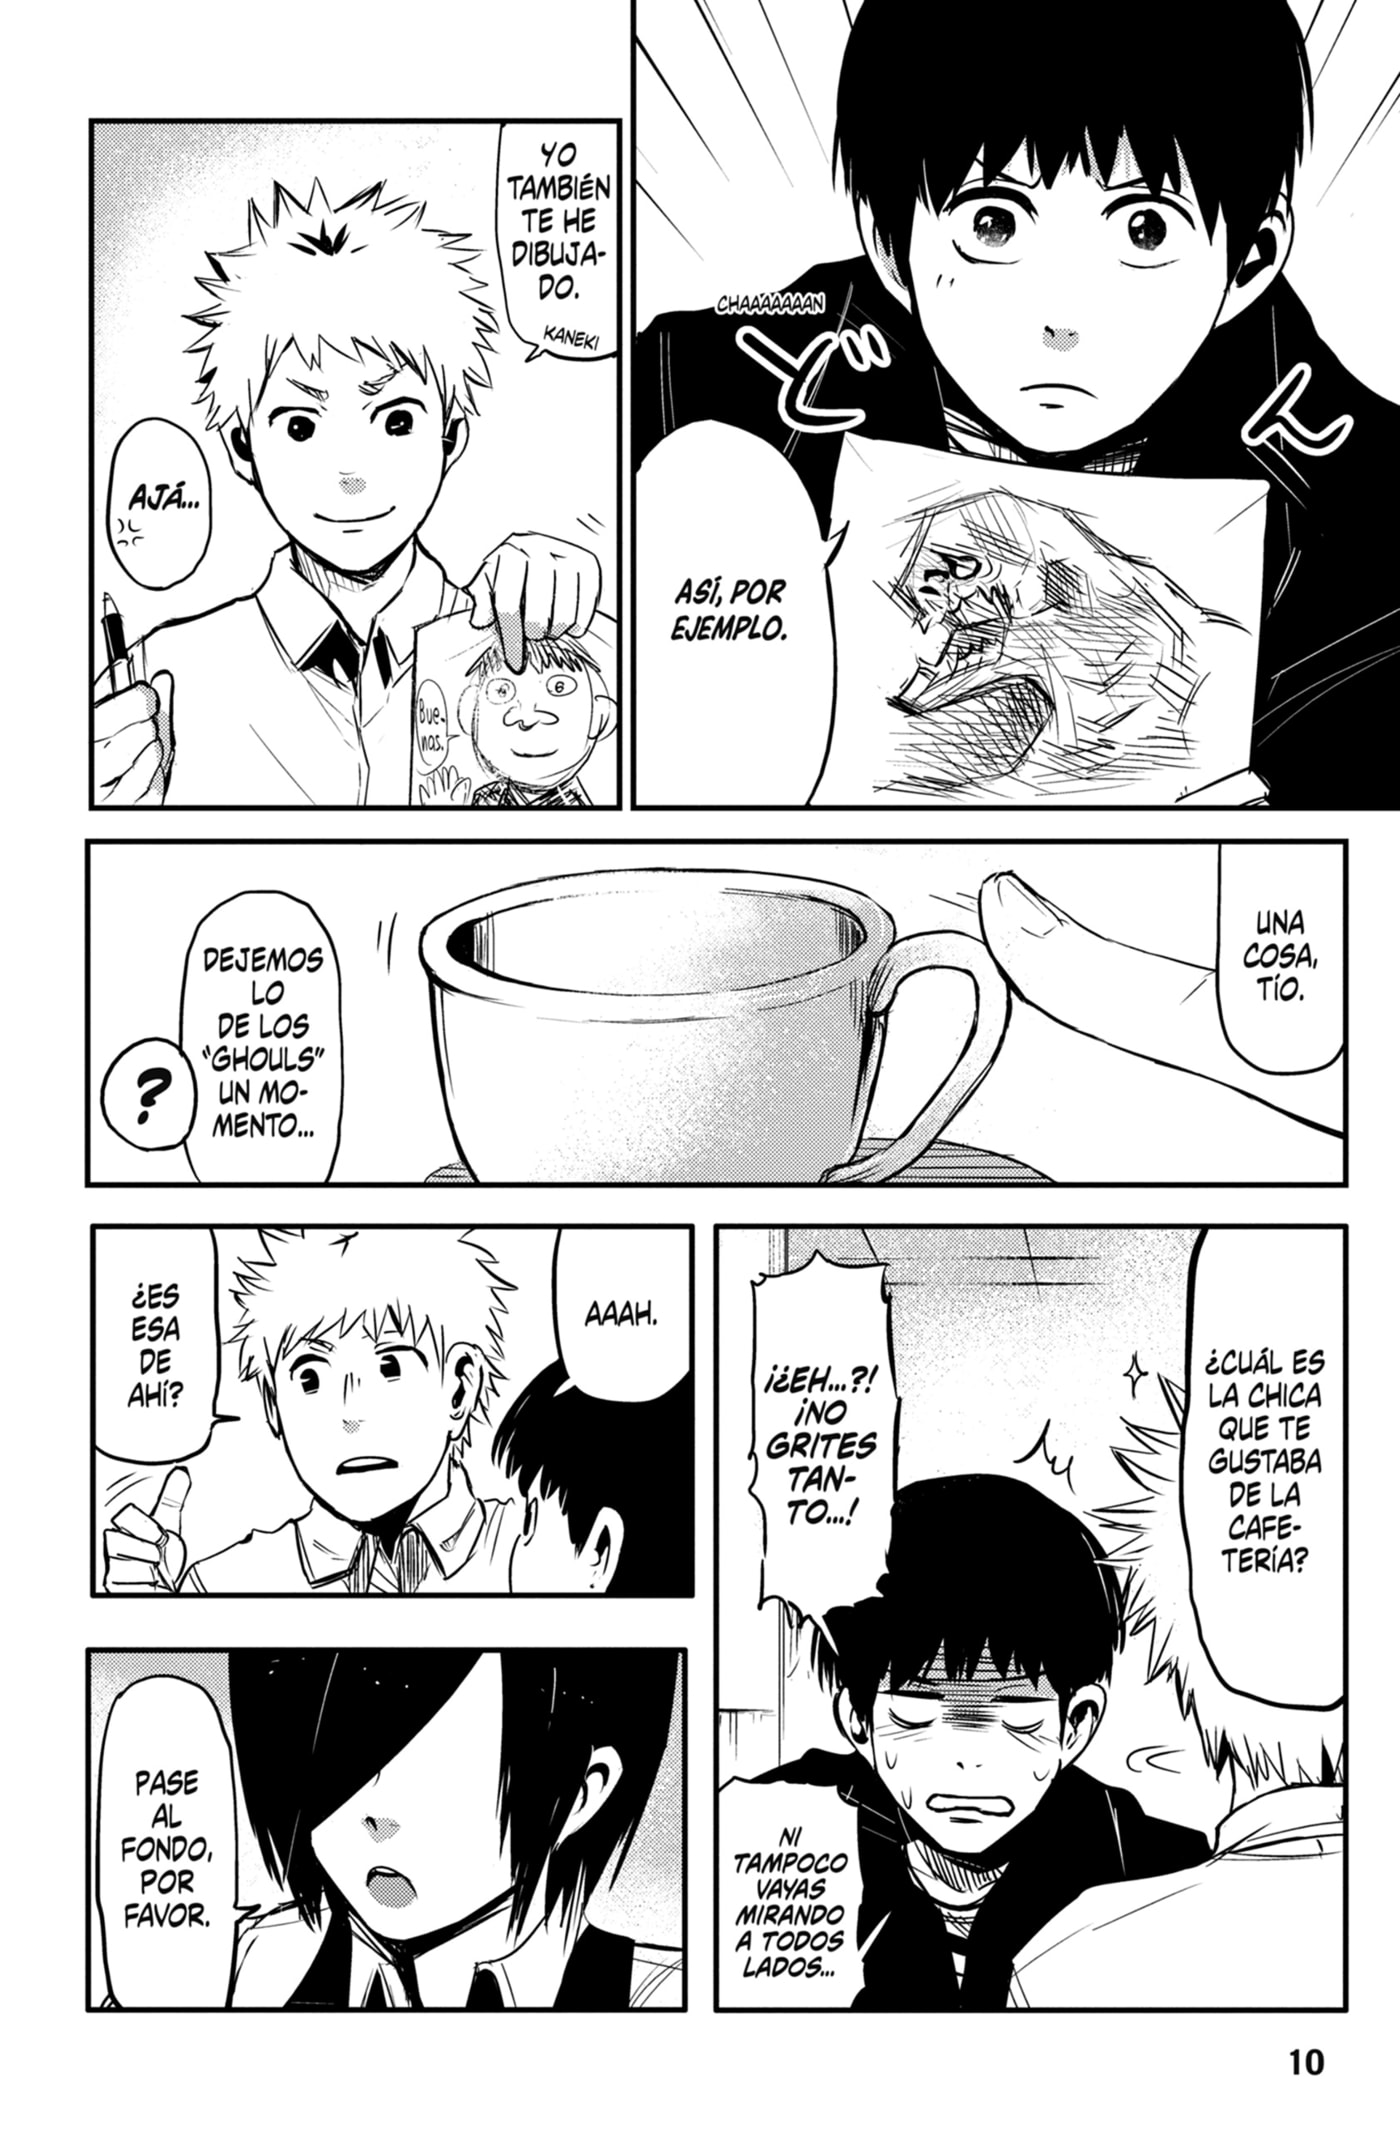 CHAAAAAAAN
ビ
ン
ASÍ, POR
EJEMPLO.
YO
TAMBIÉN
TE HE
DIBUJA-
DO.
KANEKI
AJÁ...
Bue-
nas.
UNA
COSA,
TÍO.
DEJEMOS
LO
DE LOS
“GHOULS”
UN MO-
MENTO...
?
¿CUÁL ES
LA CHICA
QUE TE
GUSTABA
DE LA
CAFE-
TERÍA?
¡¿EH...?!
¡NO
GRITES
TAN-
TO...!
NI
TAMPOCO
VAYAS
MIRANDO
A TODOS
LADOS...
AAAH.
¿ES
ESA
DE
AHÍ?
PASE
AL
FONDO,
POR
FAVOR.
10